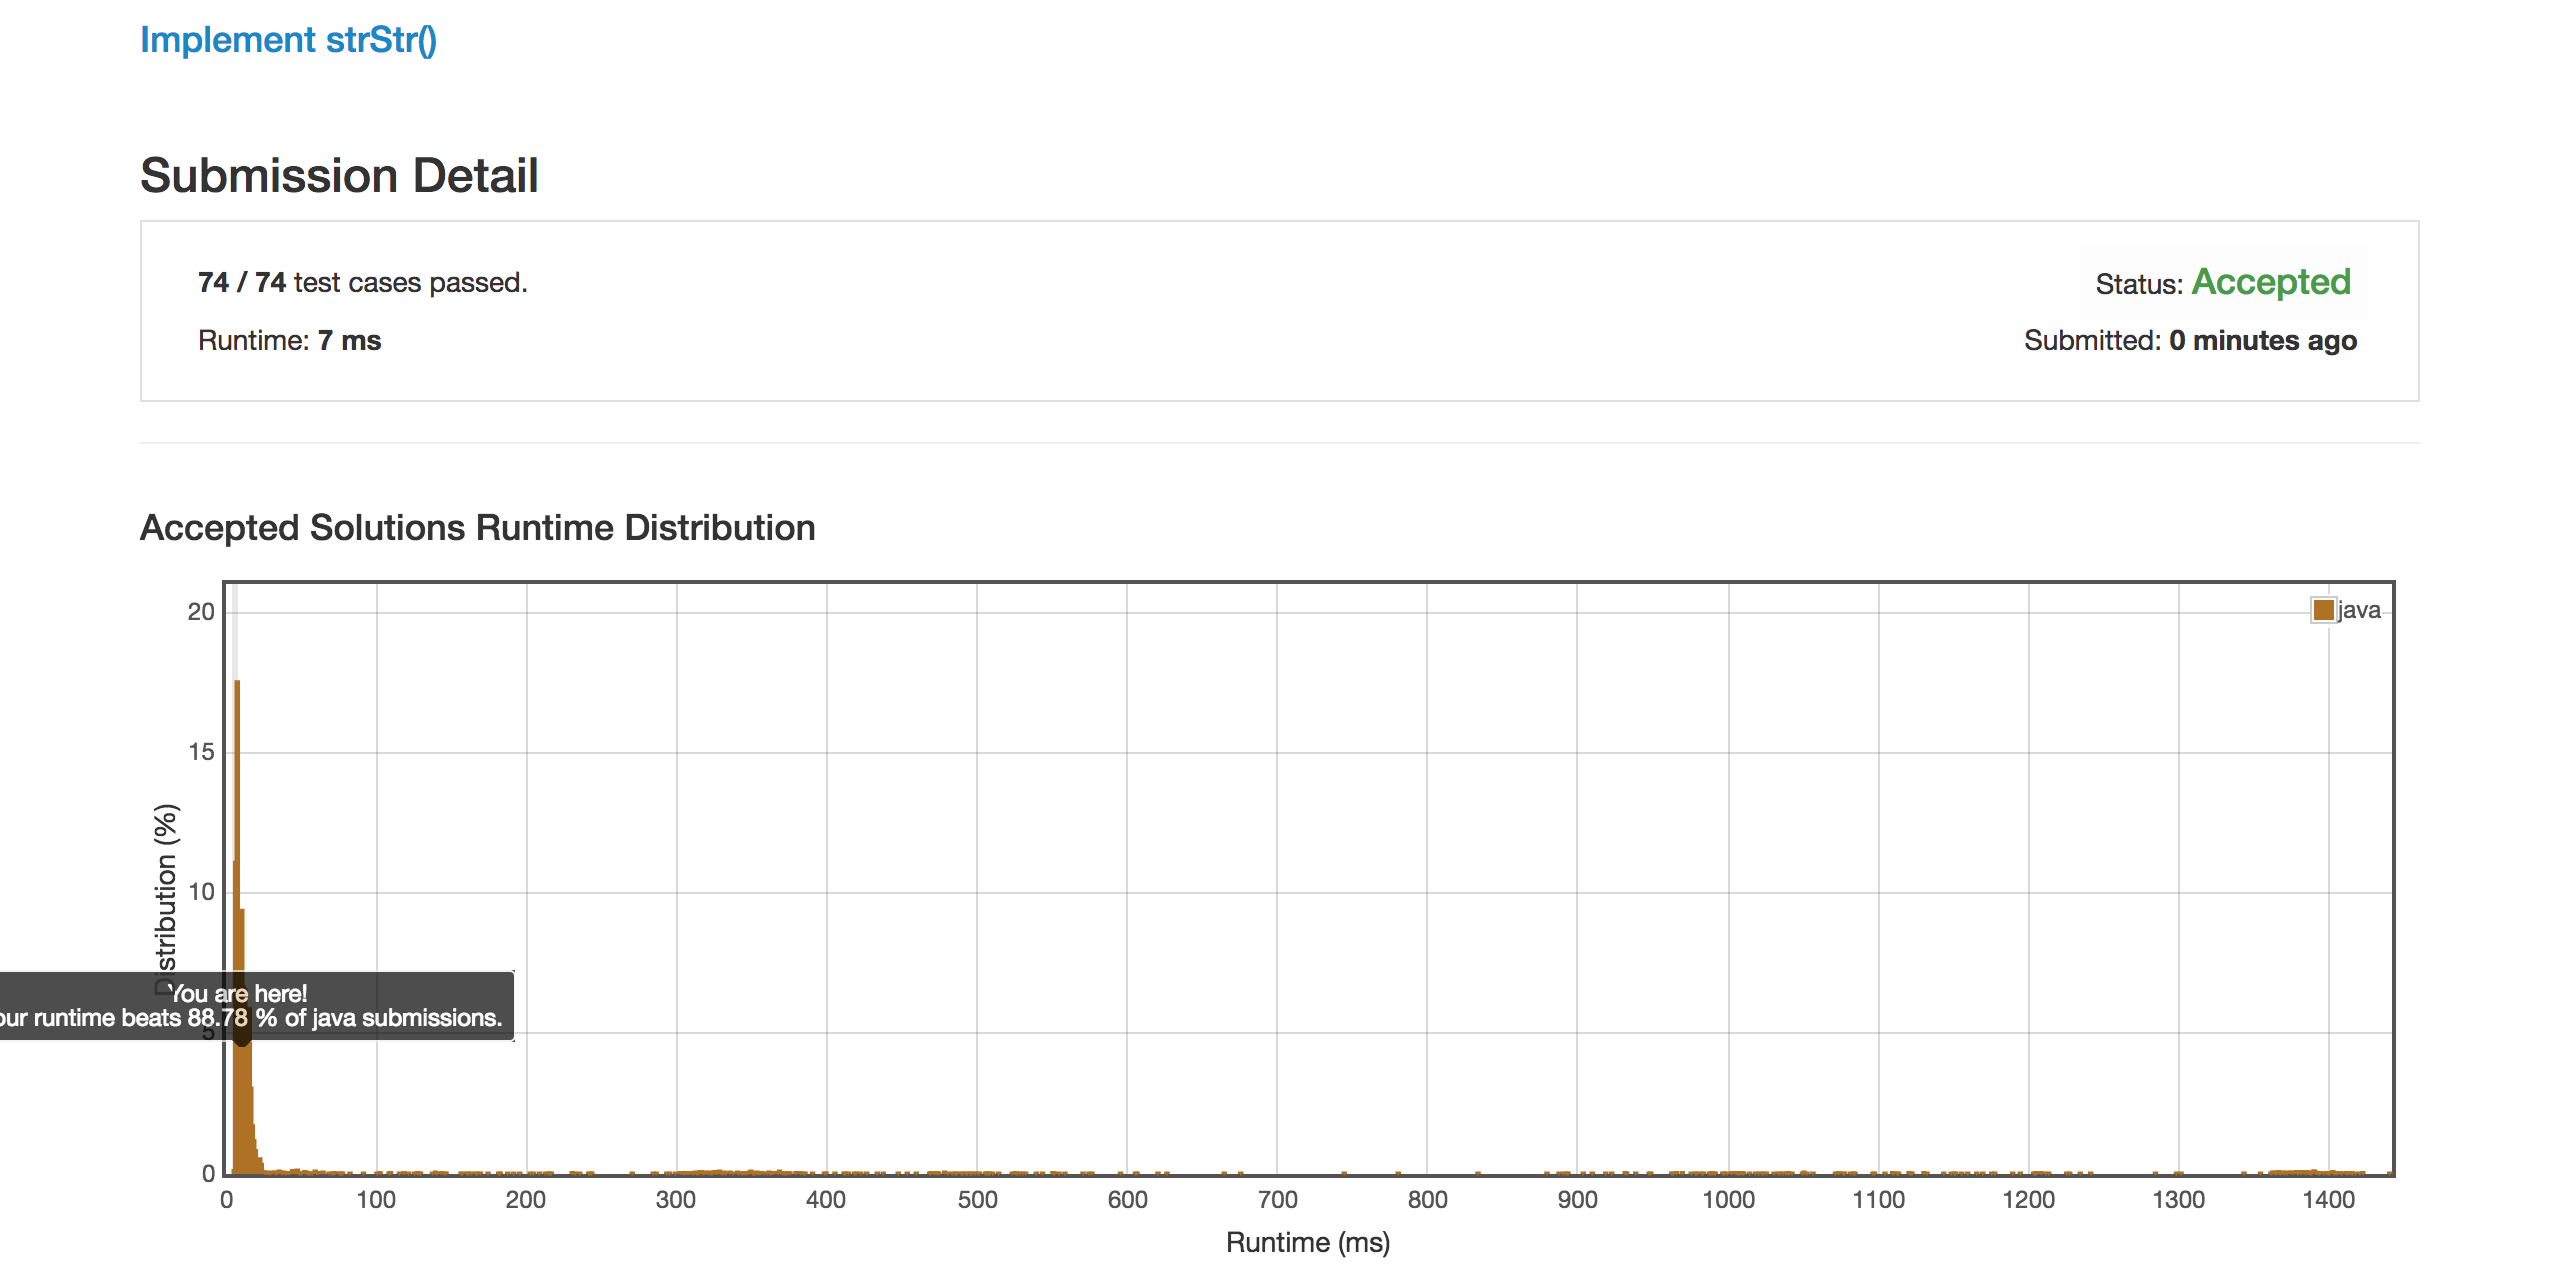 Implement strStr()
Submission Detail
74 / 74 test cases passed.
Status: Accepted
Runtime: 7 ms
Submitted: 0 minutes ago
Accepted Solutions Runtime Distribution
java
20
15
10
5
0
Distribution (%)
You are here!
our runtime beats 88.78 % of java submissions.
0 100 200 300 400 500 600 700 800 900 1000 1100 1200 1300 1400
Runtime (ms)